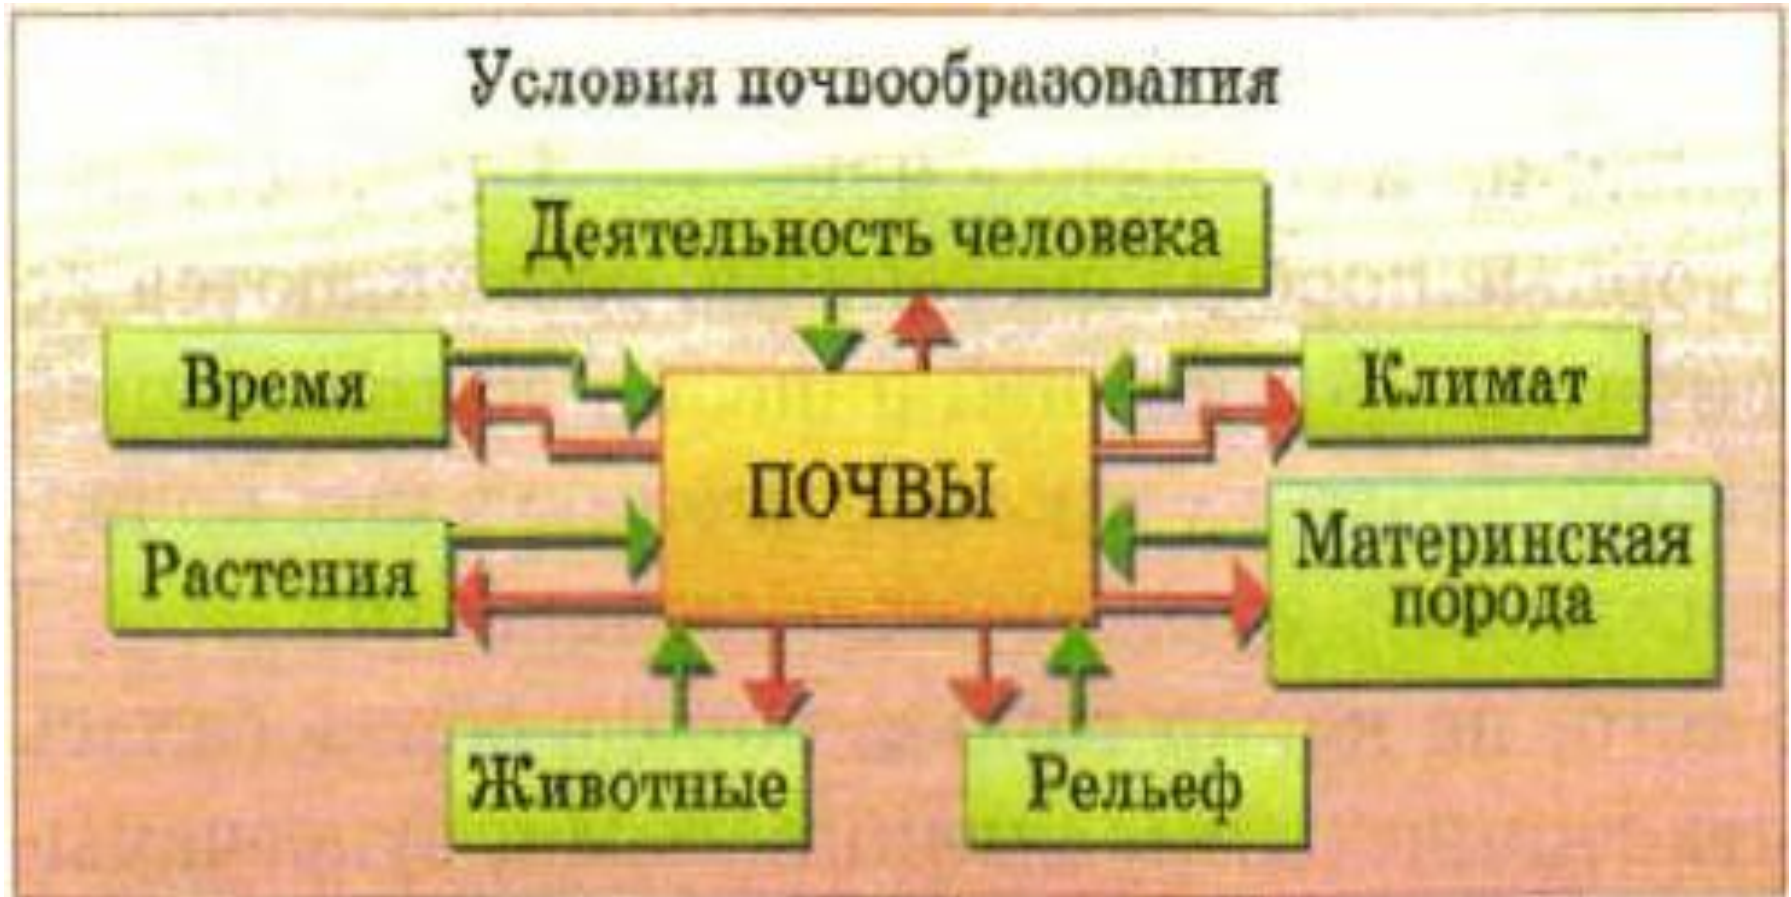 Условия почвообразования
Деятельность человека
Время
Климат
ПОЧВЫ
Растения
Материнская
порода
Животные
Рельеф